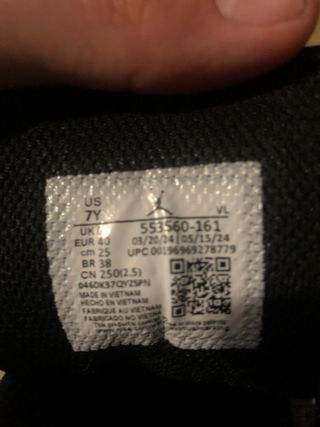 US
7Y
UK 6
EUR 40
cm 25
BR 38
CN 250(2.5)
VL
553560-161
03/20/24 | 05/15/24
UPC 00196969278779
MADE IN VIETNAM
HECHO EN VIETNAM
FABRIQUE AU VIETNAM
FABRICADO NO VIETNAM